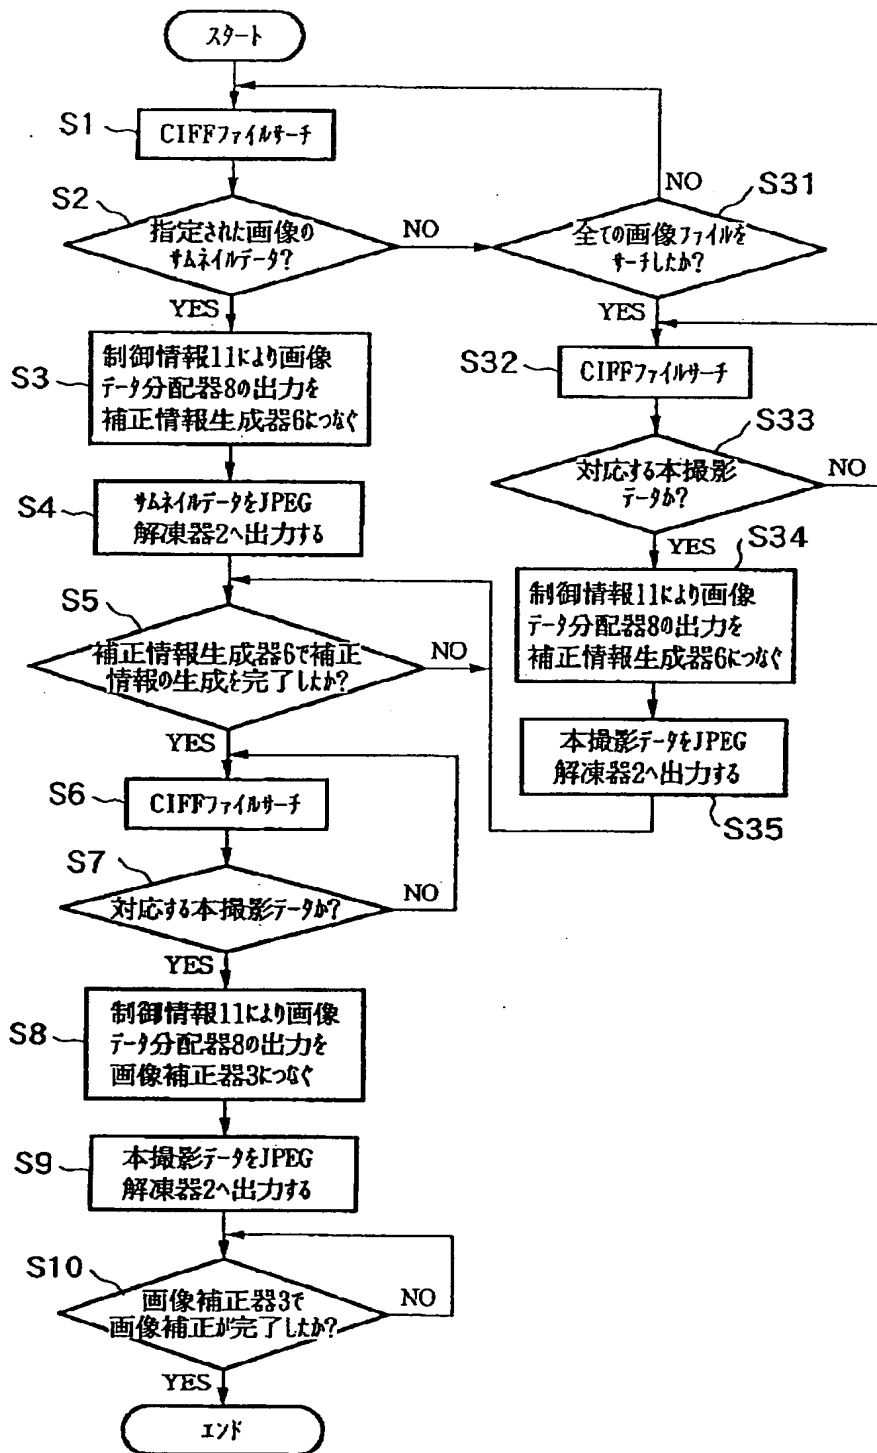 スタート
S1
CIFFファイルサーチ
S2
指定された画像の
サムネイルデータ?
NO
YES
S31
全ての画像ファイルを
サーチしたか?
NO
YES
S3
制御情報11により画像
データ分配器8の出力を
補正情報生成器6につなぐ
S32
CIFFファイルサーチ
S33
対応する本撮影
データか?
NO
YES
S4
サムネイルデータをJPEG
解凍器2へ出力する
S34
制御情報11により画像
データ分配器8の出力を
補正情報生成器6につなぐ
S5
補正情報生成器6で補正
情報の生成を完了したか?
NO
YES
本撮影データをJPEG
解凍器2へ出力する
S35
S6
CIFFファイルサーチ
S7
対応する本撮影データか?
NO
YES
S8
制御情報11により画像
データ分配器8の出力を
画像補正器3につなぐ
S9
本撮影データをJPEG
解凍器2へ出力する
S10
画像補正器3で
画像補正が完了したか?
NO
YES
エンド